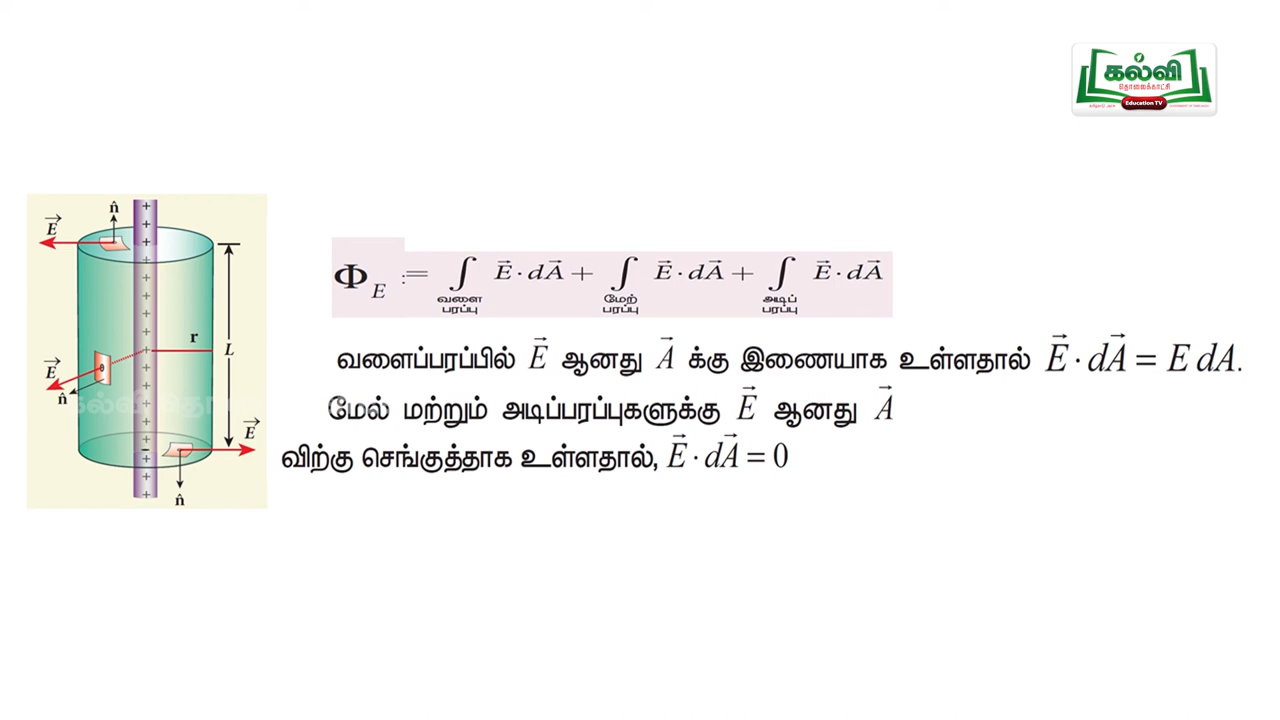 கல்வி
தொலைக்காட்சி
Education TV
n̂
E⃗
r
L
E⃗
n̂
E⃗
n̂
Φ_E := ∫ E⃗ · dA⃗ + ∫ E⃗ · dA⃗ + ∫ E⃗ · dA⃗
வளை பரப்பு மேற் பரப்பு அடிப் பரப்பு
வளைப்பரப்பில் E⃗ ஆனது A⃗ க்கு இணையாக உள்ளதால் E⃗ · dA⃗ = E dA.
மேல் மற்றும் அடிப்பரப்புகளுக்கு E⃗ ஆனது A⃗
விற்கு செங்குத்தாக உள்ளதால், E⃗ · dA⃗ = 0